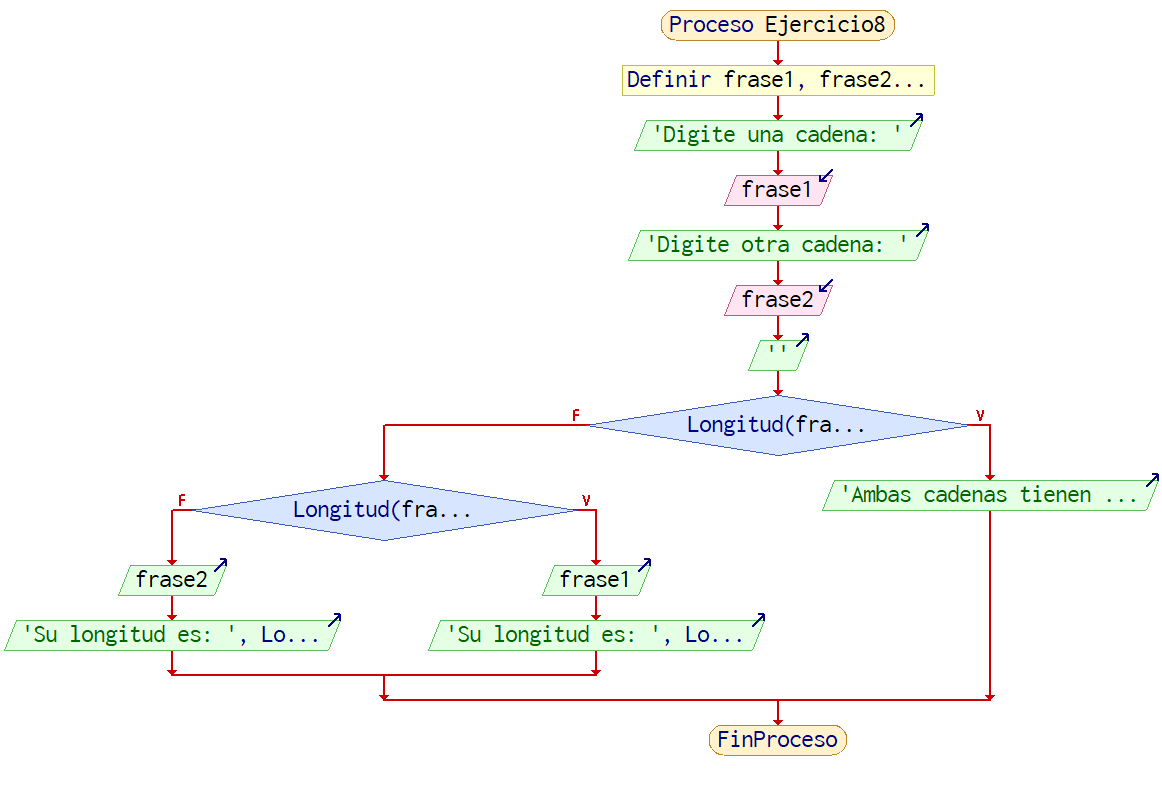 Proceso Ejercicio8
Definir frase1, frase2...
'Digite una cadena: '
frase1
'Digite otra cadena: '
frase2
''
Longitud(fra...
F
V
Longitud(fra...
F
V
'Ambas cadenas tienen ...
frase2
frase1
'Su longitud es: ', Lo...
'Su longitud es: ', Lo...
FinProceso